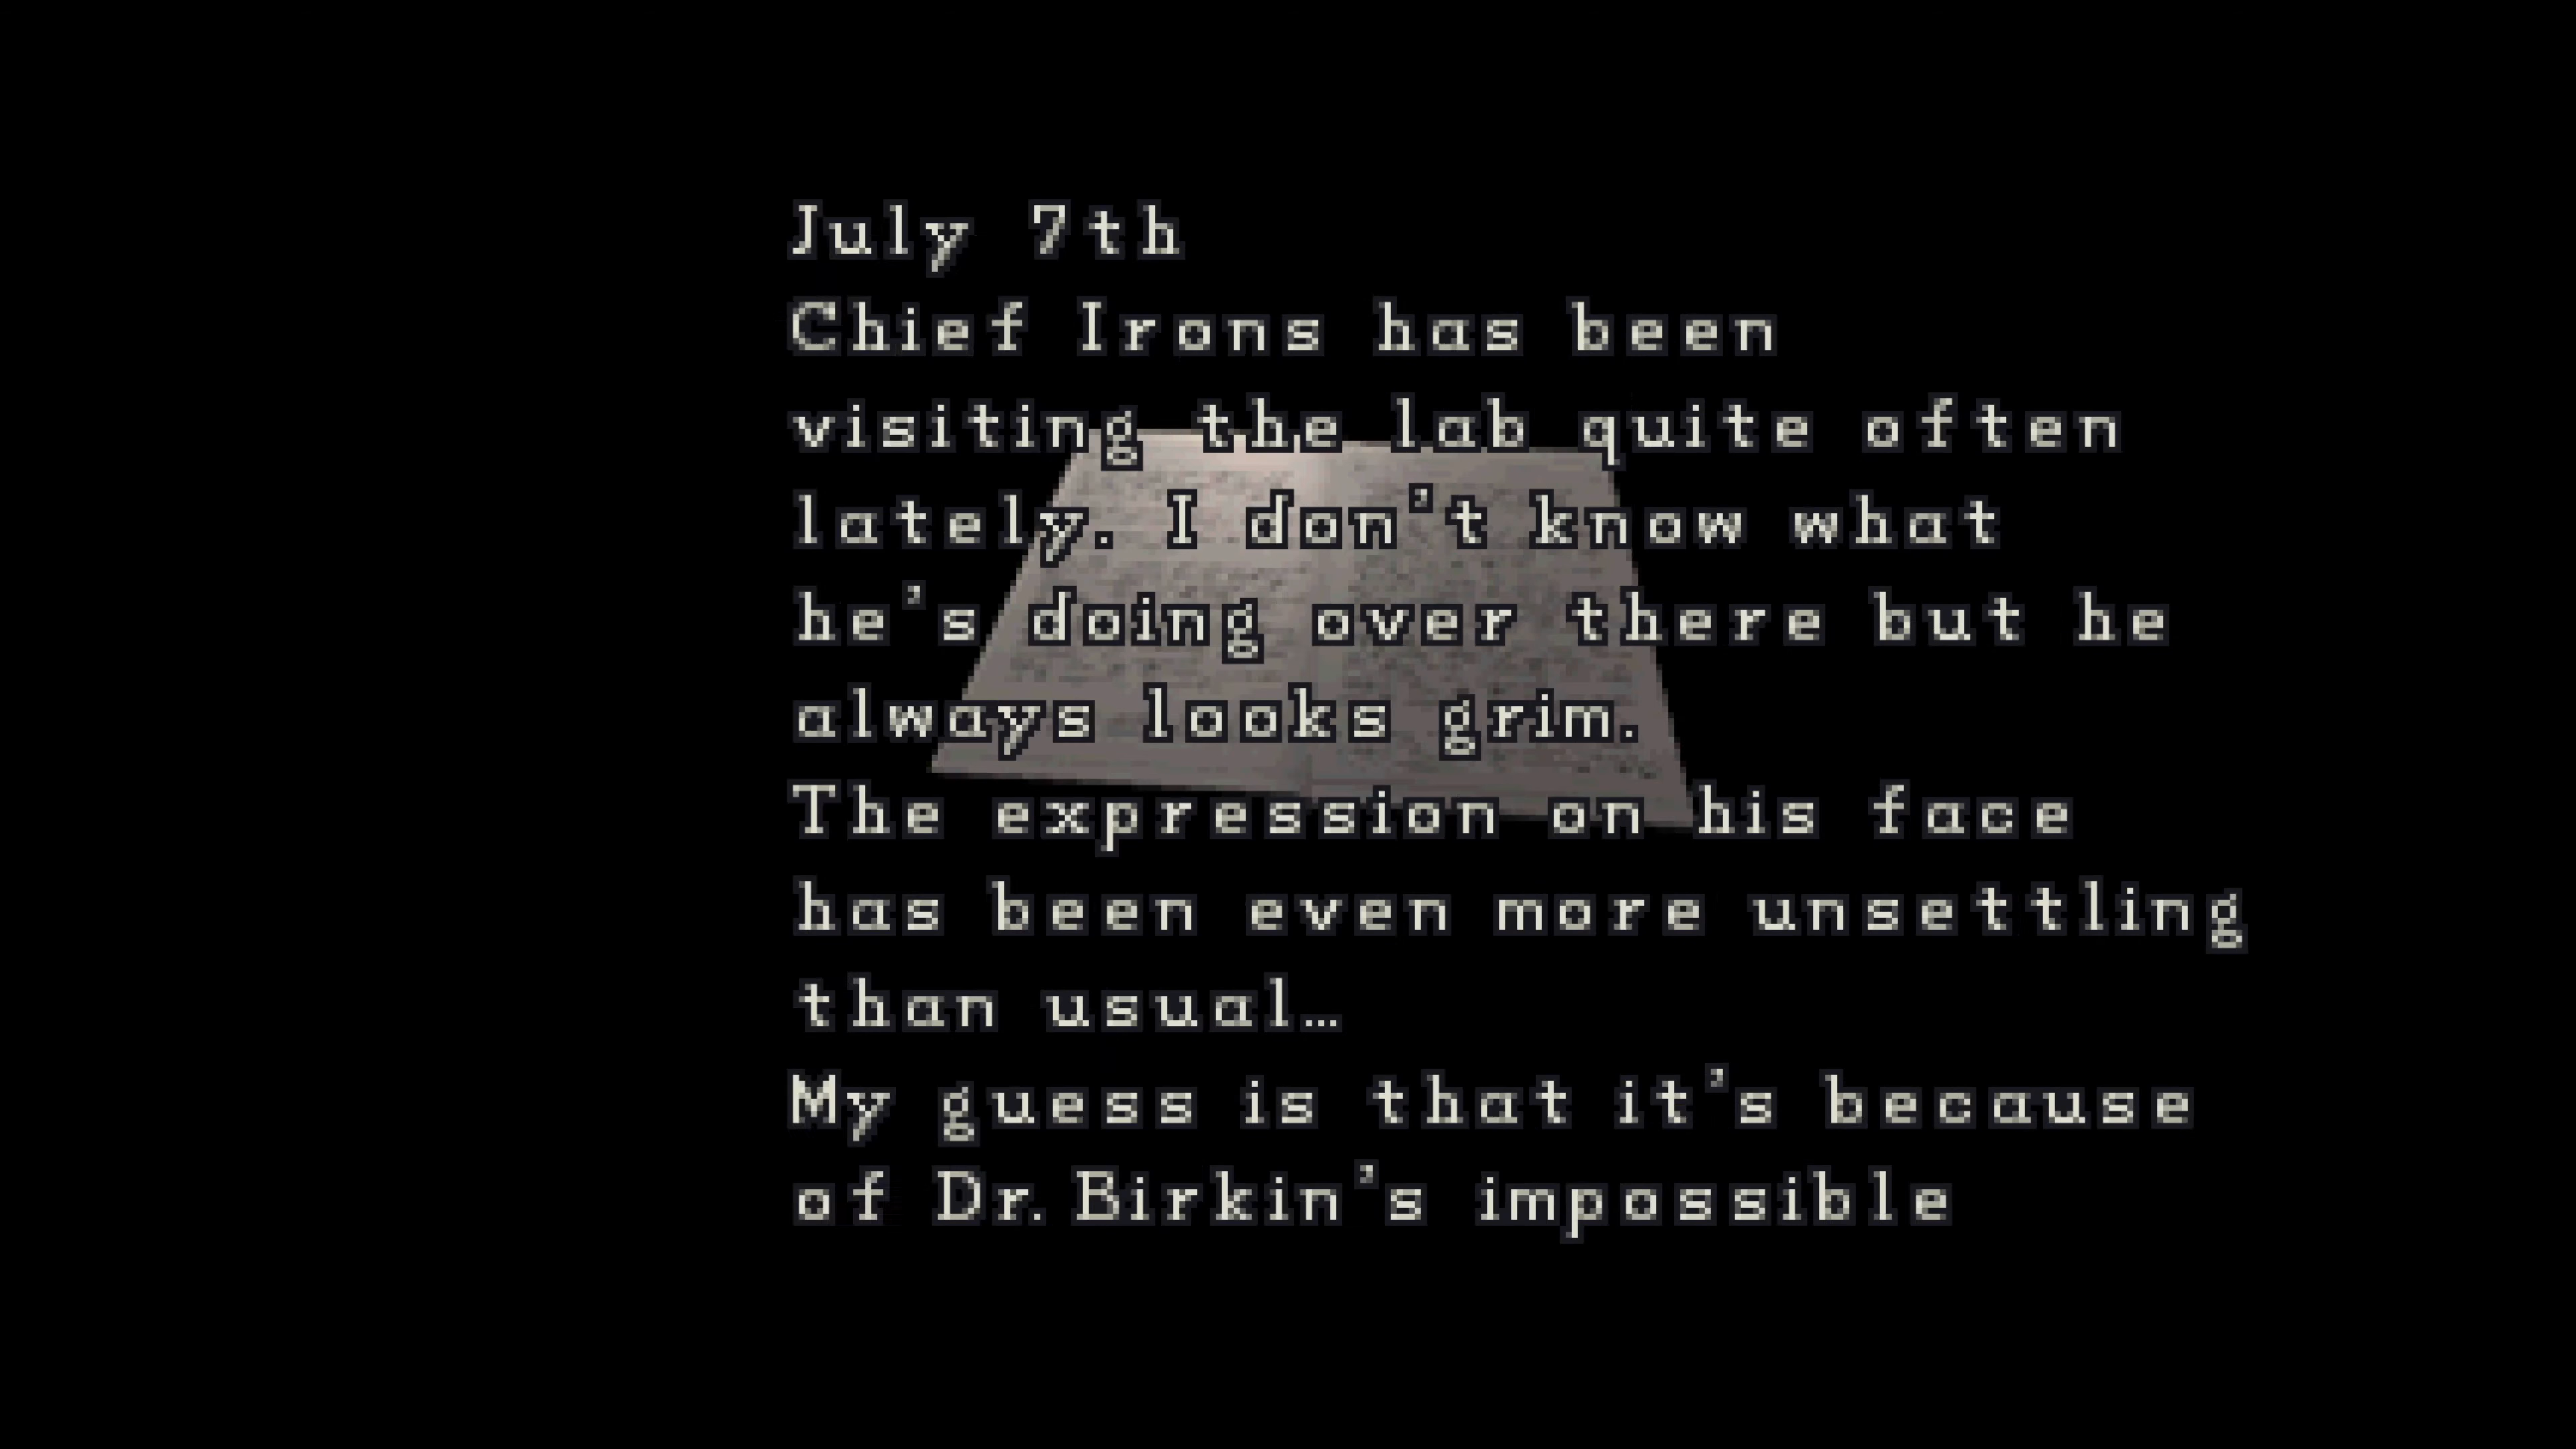 July 7th
Chief Irons has been
visiting the lab quite often
lately. I don't know what
he's doing over there but he
always looks grim.
The expression on his face
has been even more unsettling
than usual…
My guess is that it's because
of Dr. Birkin's impossible